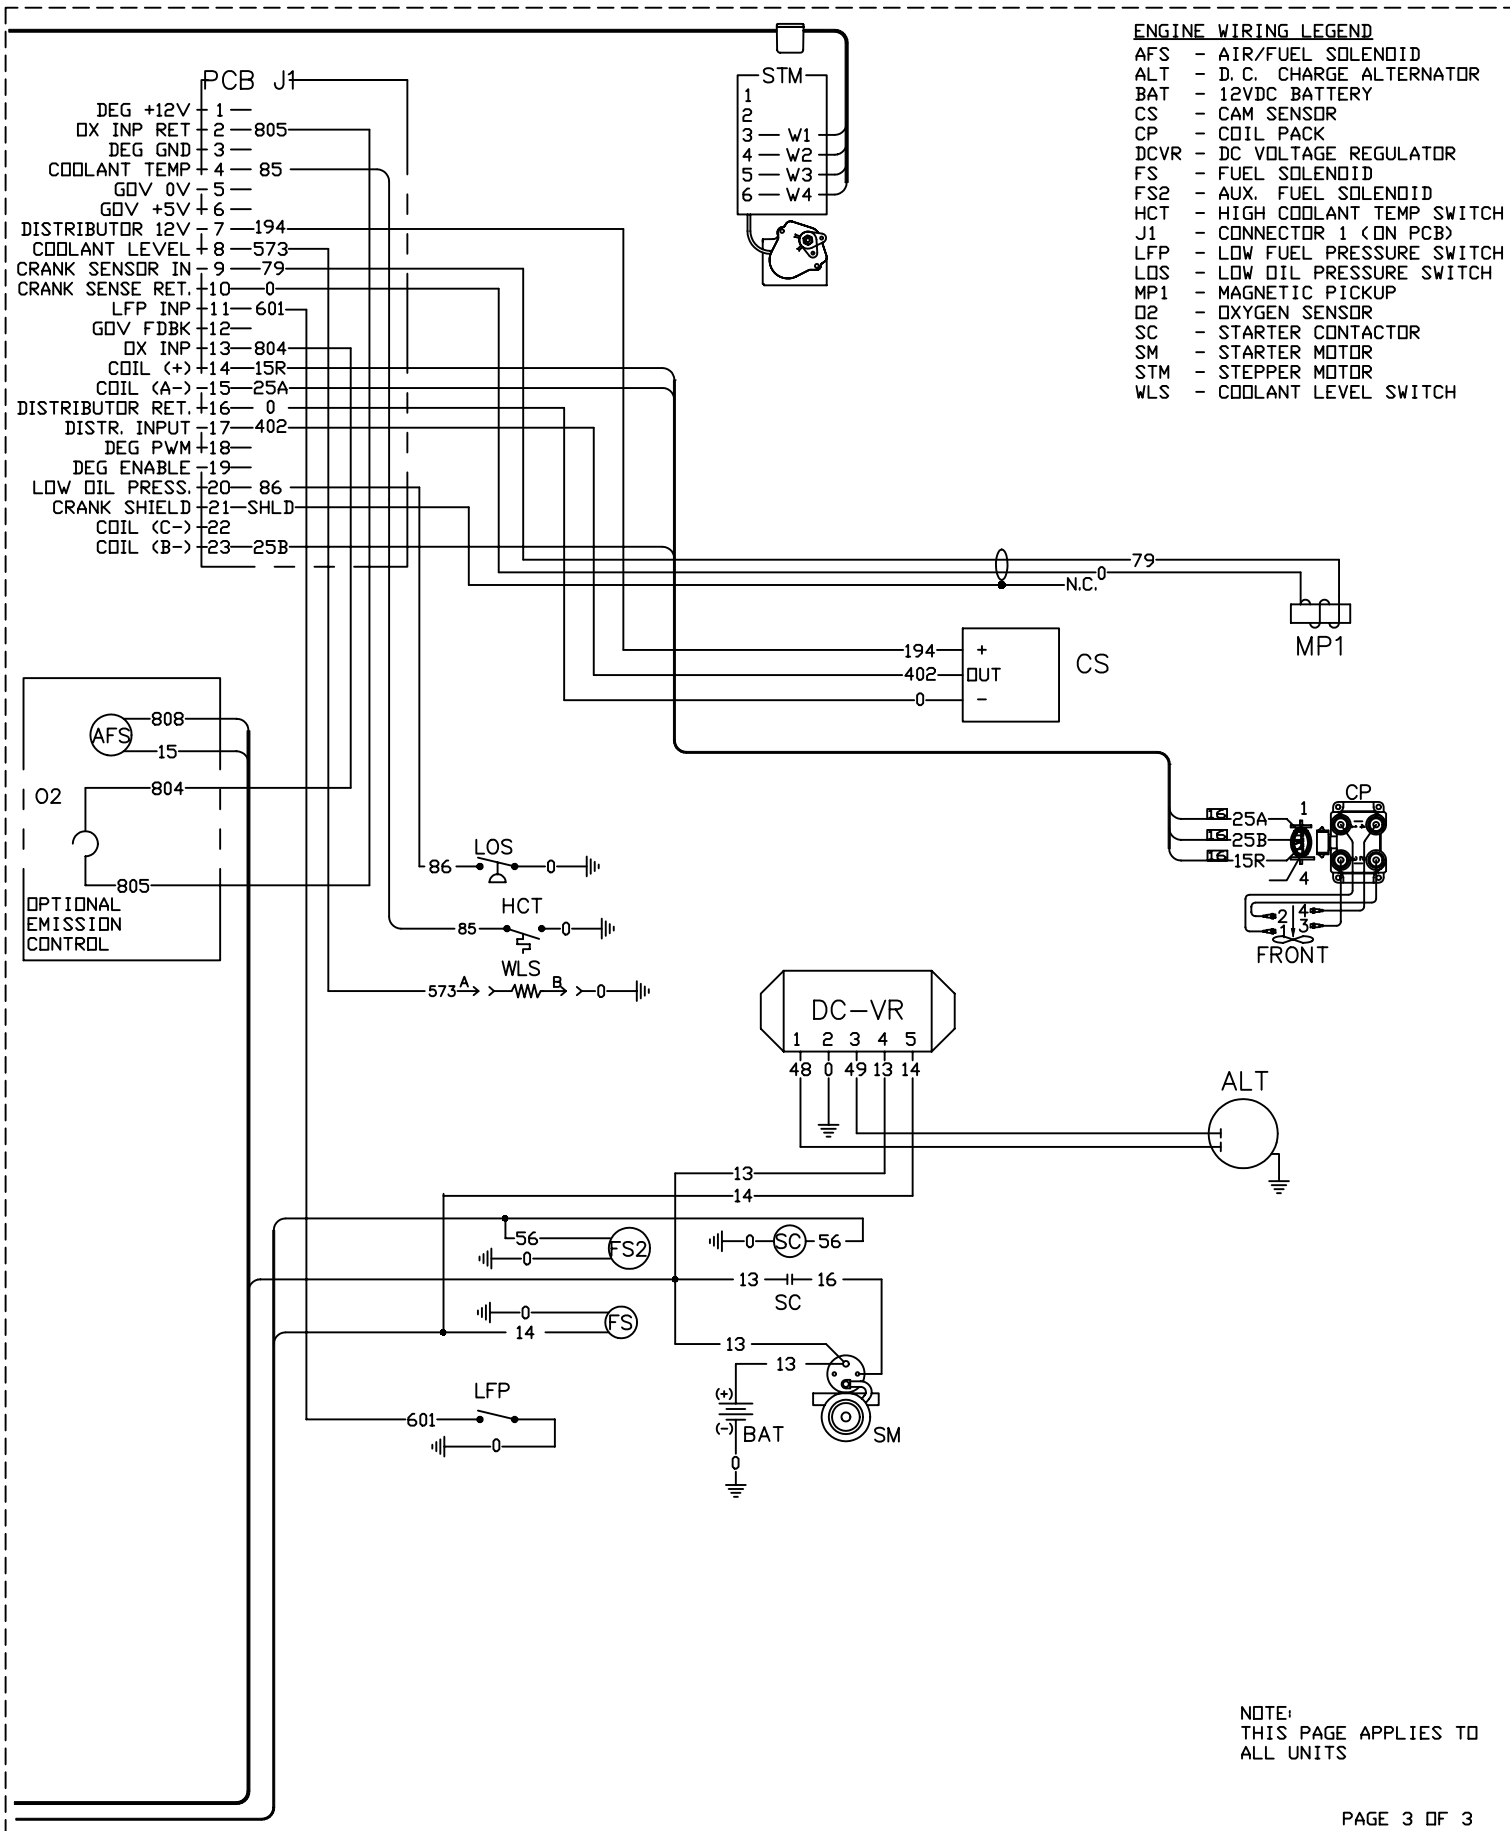 ENGINE WIRING LEGEND
AFS - AIR/FUEL SOLENOID
ALT - D.C. CHARGE ALTERNATOR
BAT - 12VDC BATTERY
CS - CAM SENSOR
CP - COIL PACK
DCVR - DC VOLTAGE REGULATOR
FS - FUEL SOLENOID
FS2 - AUX. FUEL SOLENOID
HCT - HIGH COOLANT TEMP SWITCH
J1 - CONNECTOR 1 (ON PCB)
LFP - LOW FUEL PRESSURE SWITCH
LOS - LOW OIL PRESSURE SWITCH
MP1 - MAGNETIC PICKUP
O2 - OXYGEN SENSOR
SC - STARTER CONTACTOR
SM - STARTER MOTOR
STM - STEPPER MOTOR
WLS - COOLANT LEVEL SWITCH
PCB J1
DEG +12V 1
OX INP RET 2 805
DEG GND 3
COOLANT TEMP 4 85
GOV 0V 5
GOV +5V 6
DISTRIBUTOR 12V 7 194
COOLANT LEVEL 8 573
CRANK SENSOR IN 9 79
CRANK SENSE RET. 10 0
LFP INP 11 601
GOV FDBK 12
OX INP 13 804
COIL (+) 14 15R
COIL (A-) 15 25A
DISTRIBUTOR RET. 16 0
DISTR. INPUT 17 402
DEG PWM 18
DEG ENABLE 19
LOW OIL PRESS. 20 86
CRANK SHIELD 21 SHLD
COIL (C-) 22
COIL (B-) 23 25B
STM
1
2
3 W1
4 W2
5 W3
6 W4
79
0
N.C.
MP1
194 +
402 OUT
0 -
CS
AFS
808
15
O2
804
805
OPTIONAL
EMISSION
CONTROL
LOS
86 0
HCT
85 0
WLS
573 A B 0
CP
16 25A 1
16 25B
16 15R
4
2 4
1 3
FRONT
DC-VR
1 2 3 4 5
48 0 49 13 14
ALT
13
14
56
0
FS2
0 SC 56
13 16
SC
0
14
FS
13
13
(+)
(-)
BAT
0
SM
LFP
601
0
NOTE:
THIS PAGE APPLIES TO
ALL UNITS
PAGE 3 OF 3